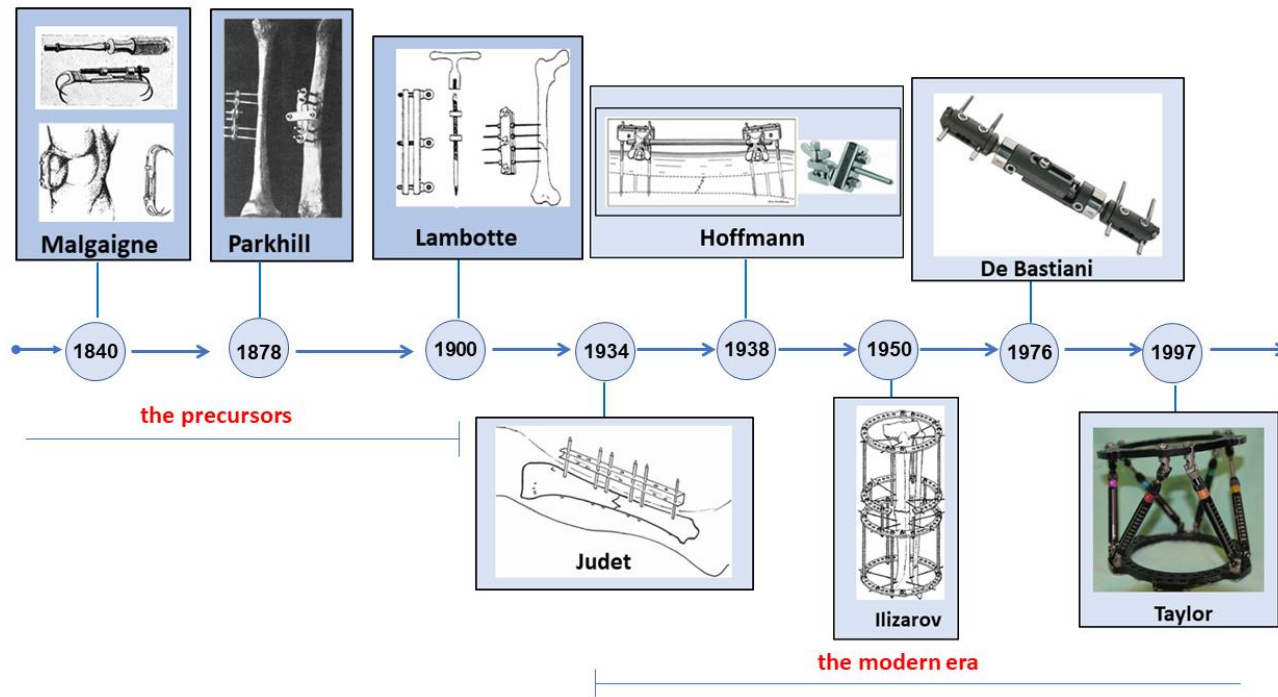 Malgaigne
Parkhill
Lambotte
Hoffmann
De Bastiani
1840
1878
1900
1934
1938
1950
1976
1997
the precursors
Judet
Ilizarov
Taylor
the modern era